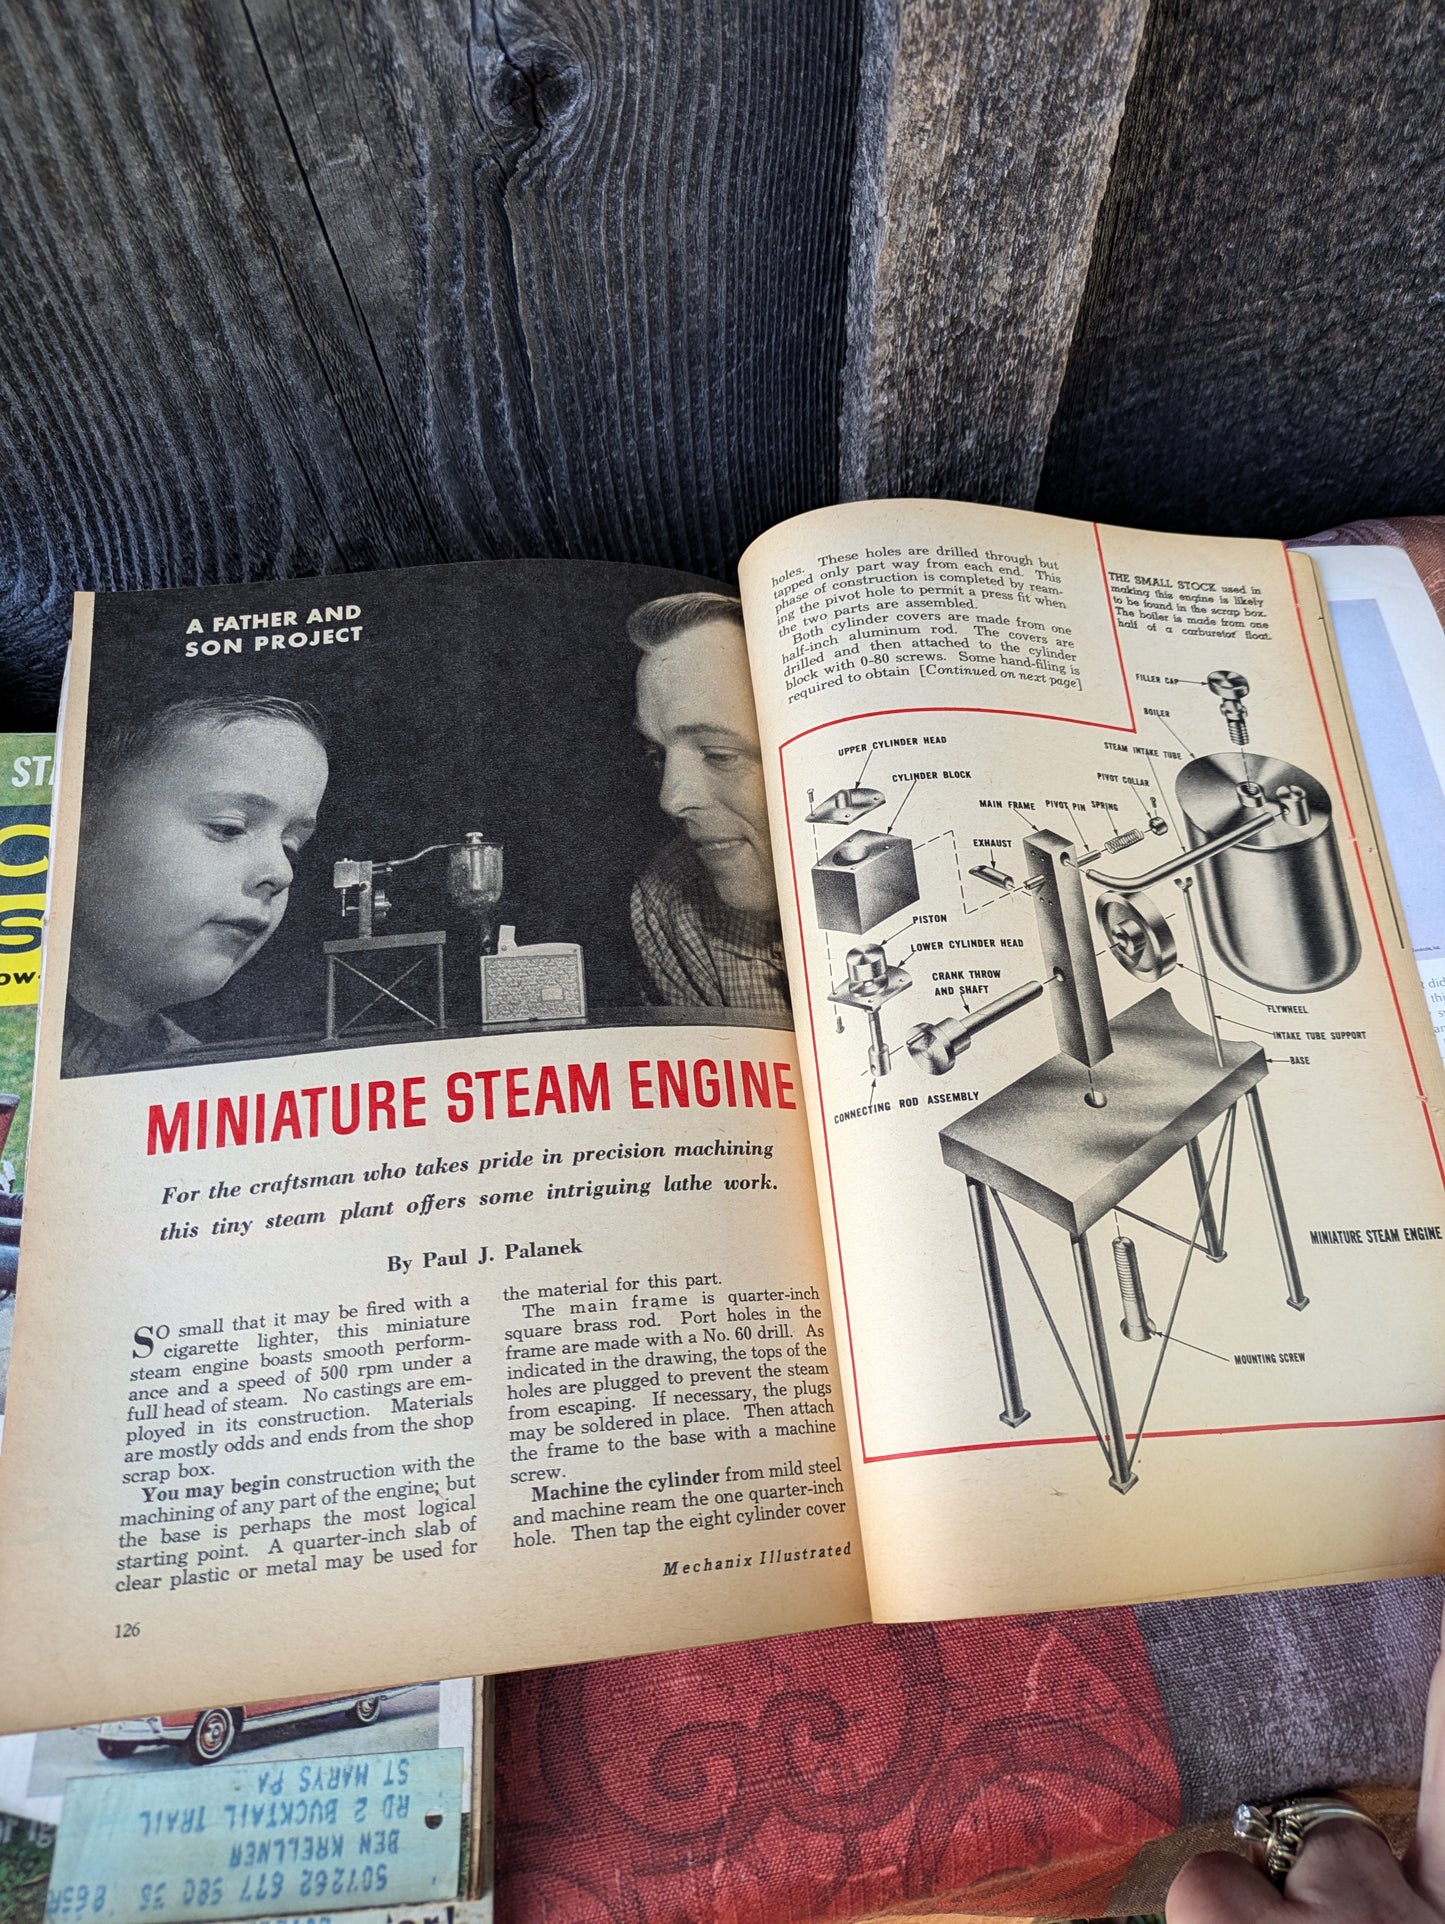 A FATHER AND
SON PROJECT
MINIATURE STEAM ENGINE
For the craftsman who takes pride in precision machining
this tiny steam plant offers some intriguing lathe work.
By Paul J. Palanek
SO small that it may be fired with a
cigarette lighter, this miniature
steam engine boasts smooth perform-
ance and a speed of 500 rpm under a
full head of steam. No castings are em-
ployed in its construction. Materials
are mostly odds and ends from the shop
scrap box.
You may begin construction with the
machining of any part of the engine; but
the base is perhaps the most logical
starting point. A quarter-inch slab of
clear plastic or metal may be used for
the material for this part.
The main frame is quarter-inch
square brass rod. Port holes in the
frame are made with a No. 60 drill. As
indicated in the drawing, the tops of the
holes are plugged to prevent the steam
from escaping. If necessary, the plugs
may be soldered in place. Then attach
the frame to the base with a machine
screw.
Machine the cylinder from mild steel
and machine ream the one quarter-inch
hole. Then tap the eight cylinder cover
Mechanix Illustrated
126
holes. These holes are drilled through but
tapped only part way from each end. This
phase of construction is completed by ream-
ing the pivot hole to permit a press fit when
the two parts are assembled.
Both cylinder covers are made from one
half-inch aluminum rod. The covers are
drilled and then attached to the cylinder
block with 0-80 screws. Some hand-filing is
required to obtain [Continued on next page]
THE SMALL STOCK used in
making this engine is likely
to be found in the scrap box.
The boiler is made from one
half of a carburetor float.
FILLER CAP
BOILER
STEAM INTAKE TUBE
PIVOT COLLAR
UPPER CYLINDER HEAD
CYLINDER BLOCK
MAIN FRAME
PIVOT PIN
SPRING
EXHAUST
PISTON
LOWER CYLINDER HEAD
CRANK THROW
AND SHAFT
FLYWHEEL
INTAKE TUBE SUPPORT
BASE
CONNECTING ROD ASSEMBLY
MINIATURE STEAM ENGINE
MOUNTING SCREW
ST
OW-
ST MARYS PA
RD 2 BUCKTAIL TRAIL
BEN KRELLNER
507262 677 580 35